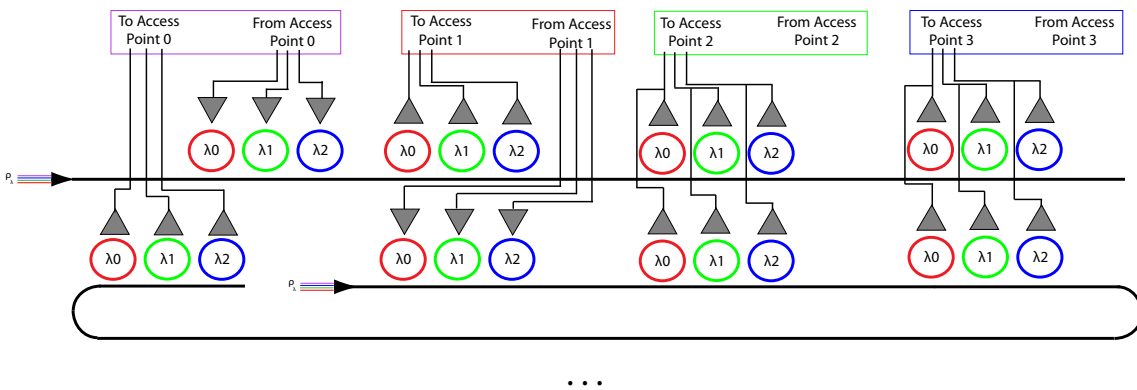 To Access
Point 0
From Access
Point 0
To Access
Point 1
From Access
Point 1
To Access
Point 2
From Access
Point 2
To Access
Point 3
From Access
Point 3
λ0 λ1 λ2
λ0 λ1 λ2
λ0 λ1 λ2
λ0 λ1 λ2
ρλ
λ0 λ1 λ2
λ0 λ1 λ2
λ0 λ1 λ2
λ0 λ1 λ2
ρλ
...